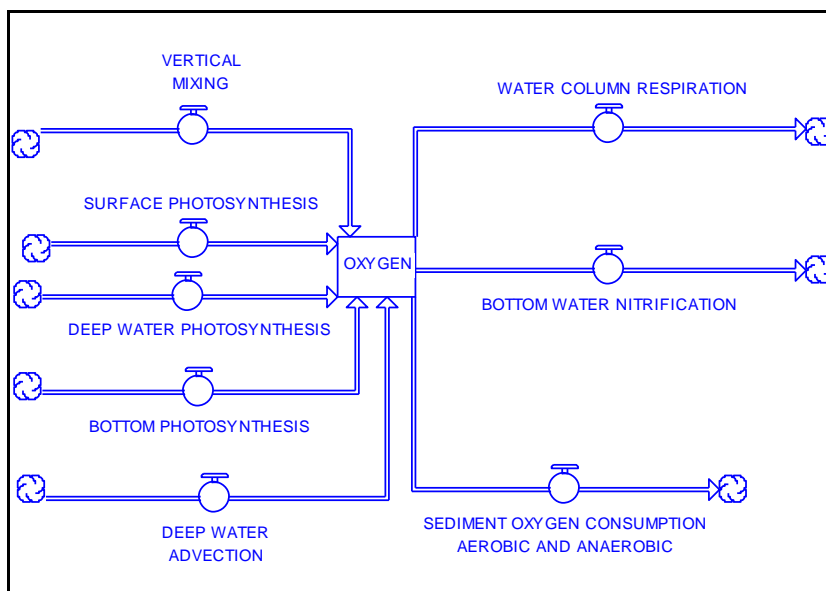 VERTICAL
MIXING
WATER COLUMN RESPIRATION
SURFACE PHOTOSYNTHESIS
OXYGEN
DEEP WATER PHOTOSYNTHESIS
BOTTOM WATER NITRIFICATION
BOTTOM PHOTOSYNTHESIS
DEEP WATER
ADVECTION
SEDIMENT OXYGEN CONSUMPTION
AEROBIC AND ANAEROBIC